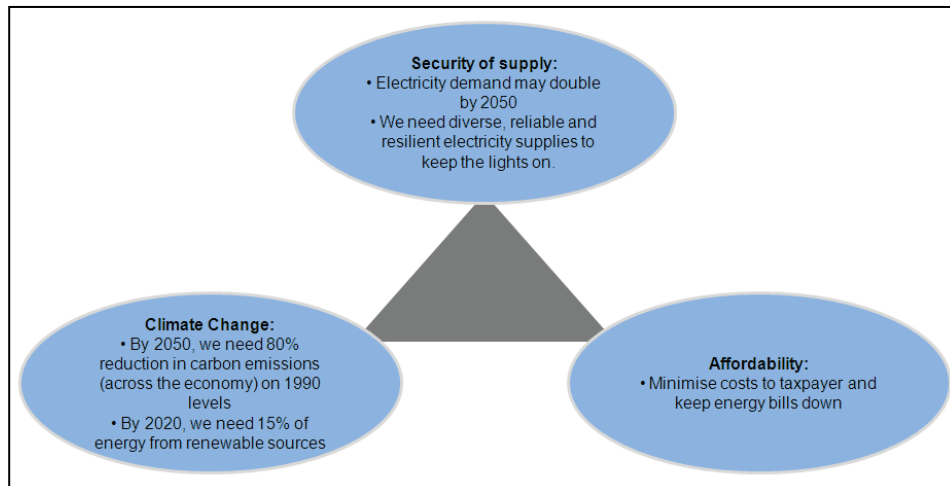 Security of supply:
• Electricity demand may double
by 2050
• We need diverse, reliable and
resilient electricity supplies to
keep the lights on.
Climate Change:
• By 2050, we need 80%
reduction in carbon emissions
(across the economy) on 1990
levels
• By 2020, we need 15% of
energy from renewable sources
Affordability:
• Minimise costs to taxpayer and
keep energy bills down